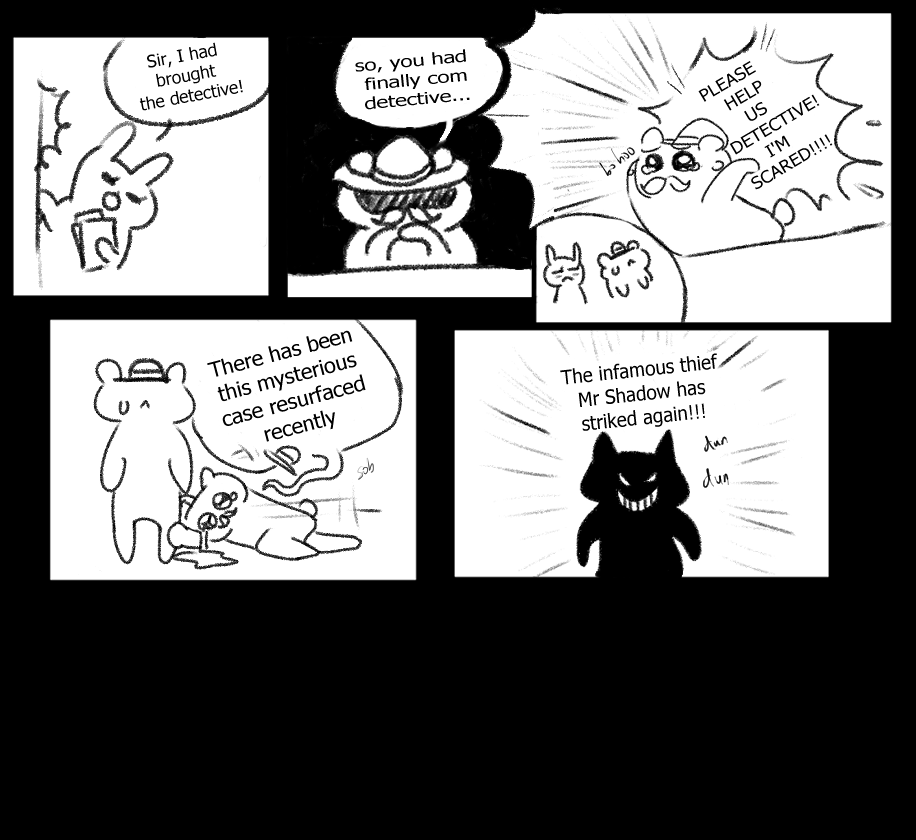 Sir, I had
brought
the detective!
so, you had
finally com
detective...
PLEASE
HELP
US
DETECTIVE!
I'M
SCARED!!!!
There has been
this mysterious
case resurfaced
recently
sob
The infamous thief
Mr Shadow has
striked again!!!
dun
dun